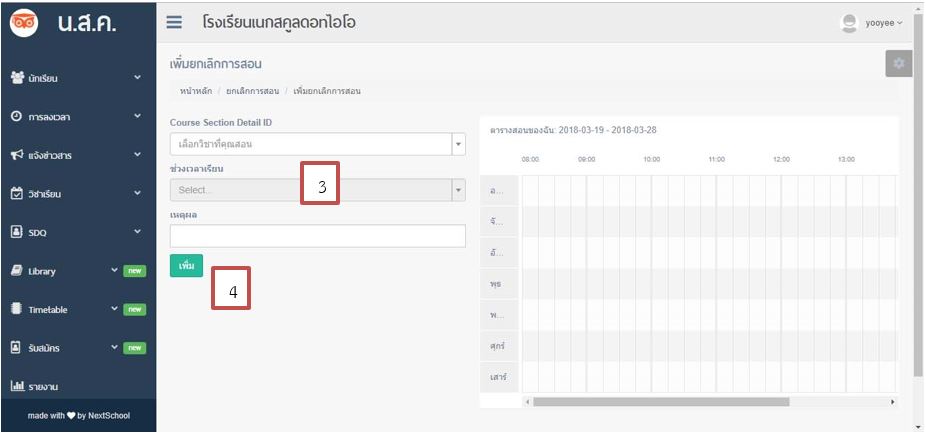 น.ส.ค.
โรงเรียนเนกสคูลดอทไอโอ
yooyee
นักเรียน
การลงเวลา
แจ้งข่าวสาร
วิชาเรียน
SDQ
Library new
Timetable new
รับสมัคร new
รายงาน
made with by NextSchool
เพิ่มยกเลิกการสอน
หน้าหลัก / ยกเลิกการสอน / เพิ่มยกเลิกการสอน
Course Section Detail ID
เลือกวิชาที่คุณสอน
ช่วงเวลาเรียน
Select...
3
เหตุผล
เพิ่ม
4
ตารางสอนของฉัน: 2018-03-19 - 2018-03-28
08:00 09:00 10:00 11:00 12:00 13:00
อ...
จั...
อั...
พุธ
พ...
ศุกร์
เสาร์